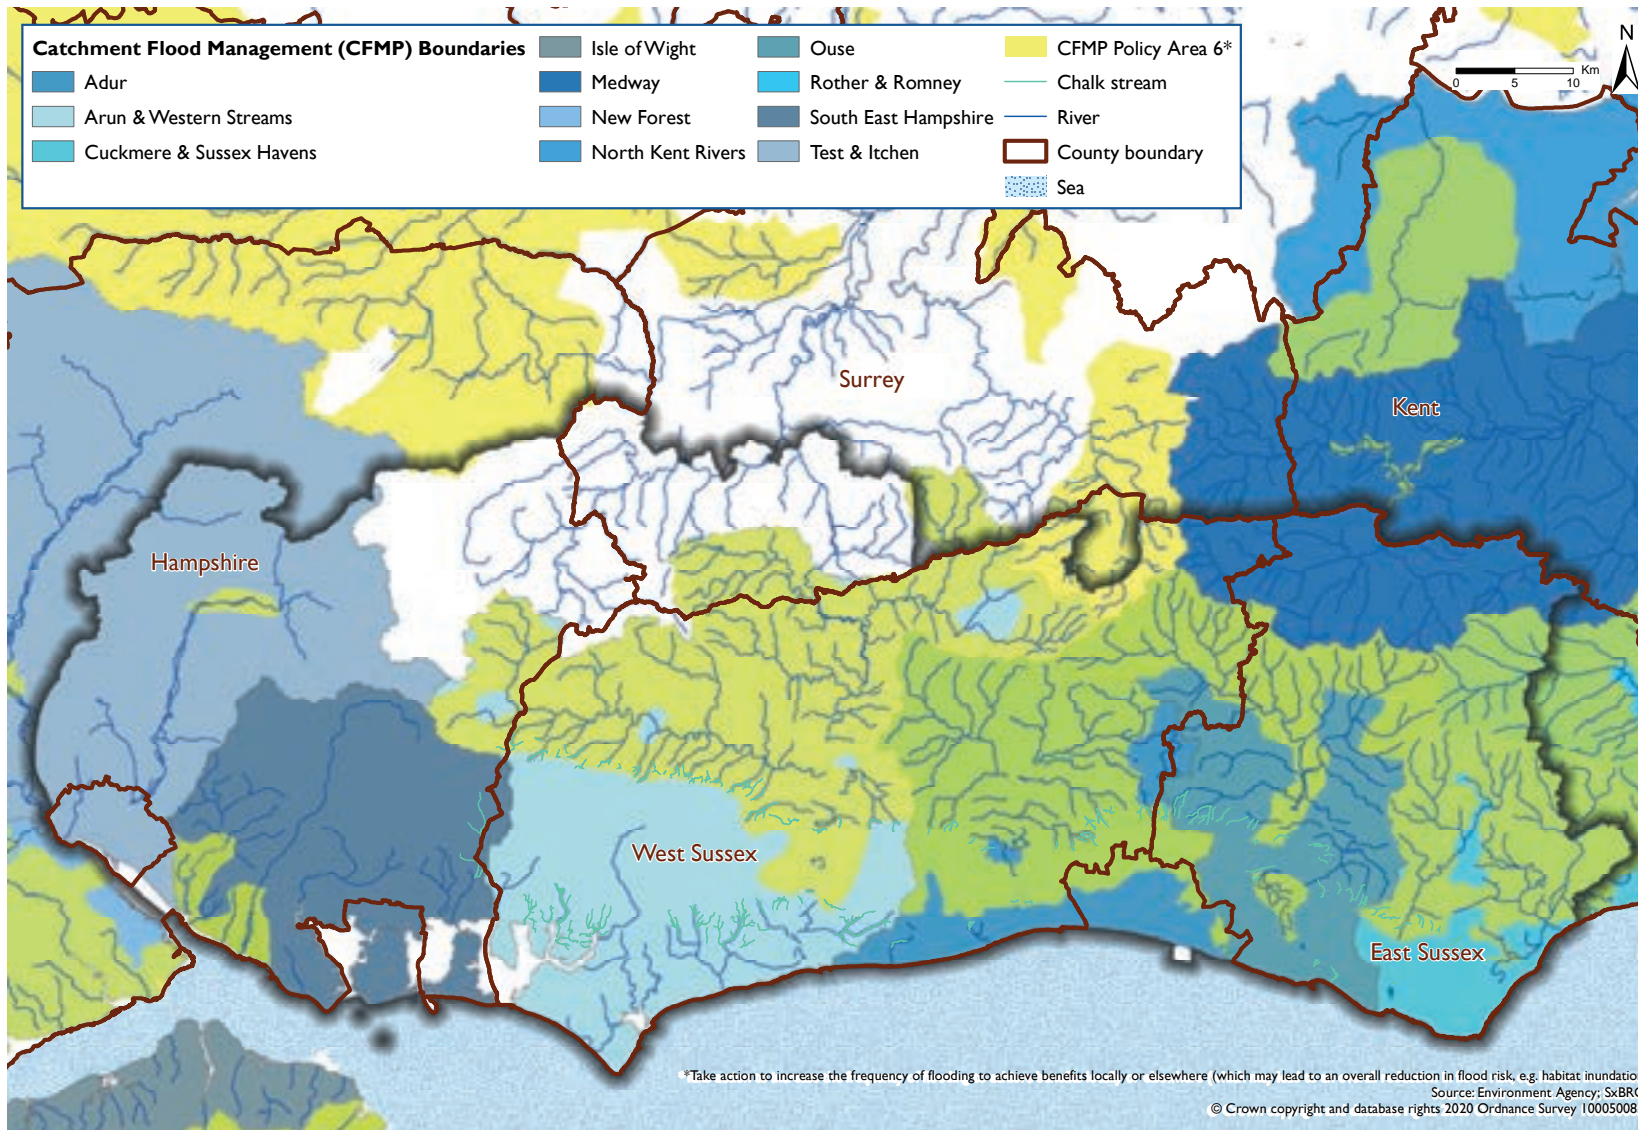 Catchment Flood Management (CFMP) Boundaries
Adur
Arun & Western Streams
Cuckmere & Sussex Havens
Isle of Wight
Medway
New Forest
North Kent Rivers
Ouse
Rother & Romney
South East Hampshire
Test & Itchen
CFMP Policy Area 6*
Chalk stream
River
County boundary
Sea
N
Km
0 5 10
Surrey
Kent
Hampshire
West Sussex
East Sussex
*Take action to increase the frequency of flooding to achieve benefits locally or elsewhere (which may lead to an overall reduction in flood risk, e.g. habitat inundatio
Source: Environment Agency; SxBRC
© Crown copyright and database rights 2020 Ordnance Survey 10005008